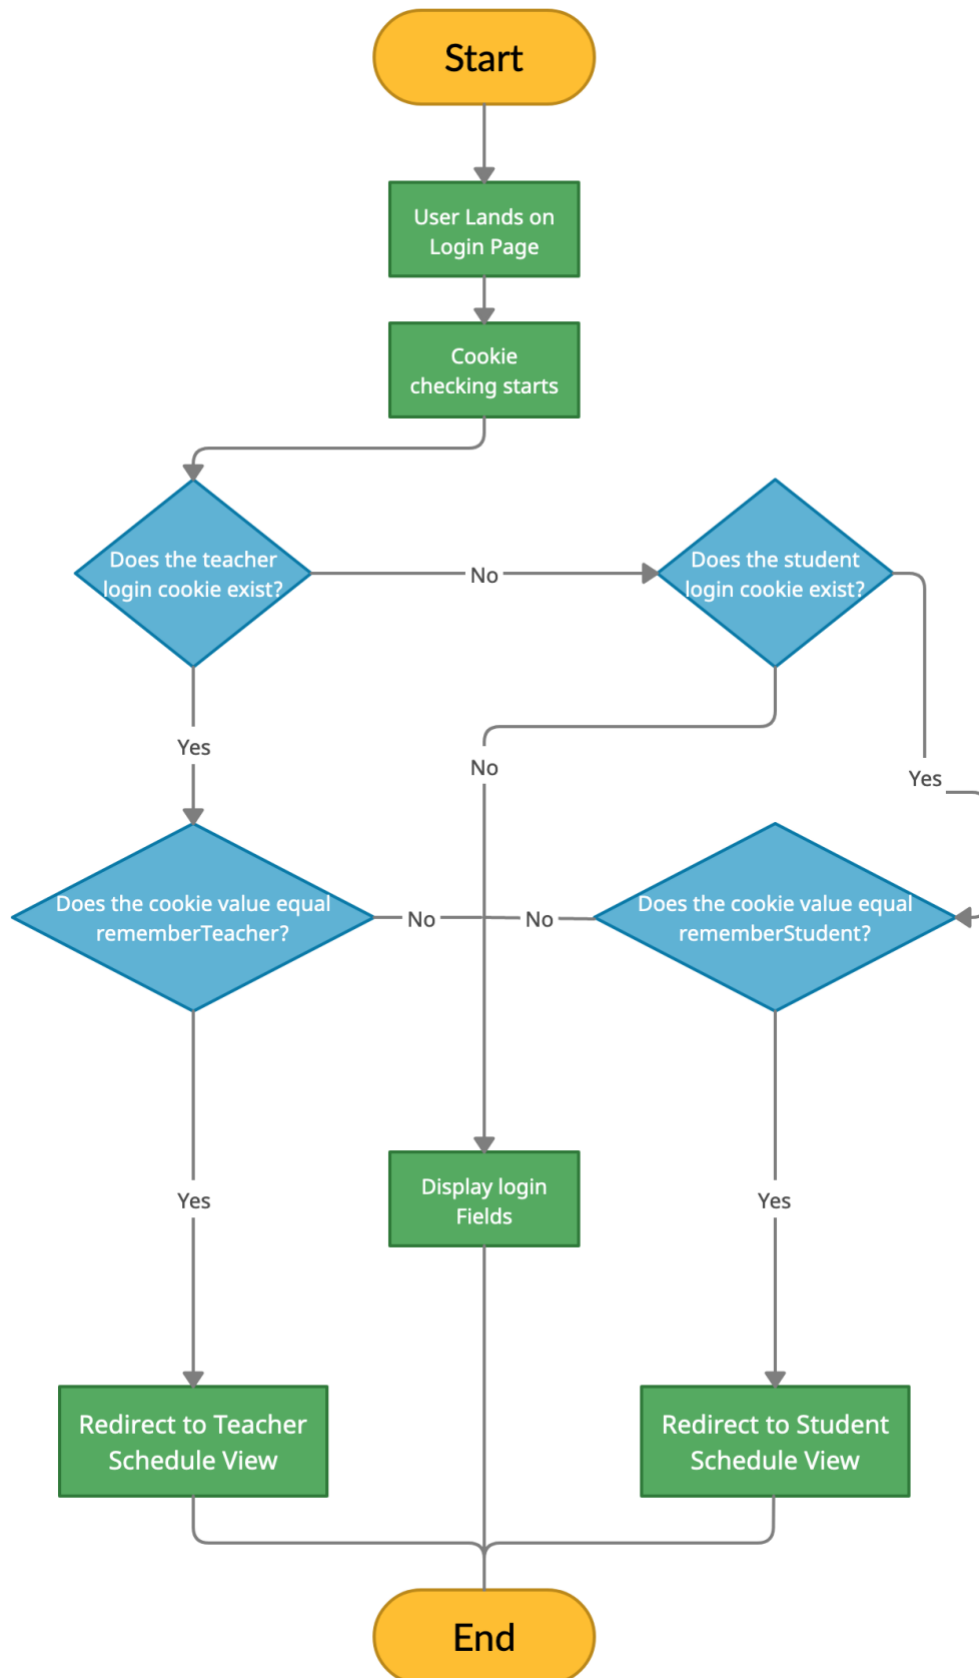 Start
User Lands on
Login Page
Cookie
checking starts
Does the teacher
login cookie exist?
No
Does the student
login cookie exist?
Yes
No
Yes
Does the cookie value equal
rememberTeacher?
No
No
Does the cookie value equal
rememberStudent?
Yes
Display login
Fields
Yes
Redirect to Teacher
Schedule View
Redirect to Student
Schedule View
End